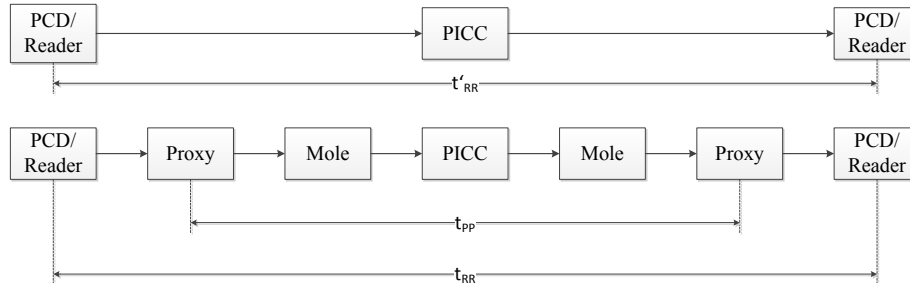 PCD/ Reader
PICC
PCD/ Reader
t‘RR
PCD/ Reader
Proxy
Mole
PICC
Mole
Proxy
PCD/ Reader
tPP
tRR